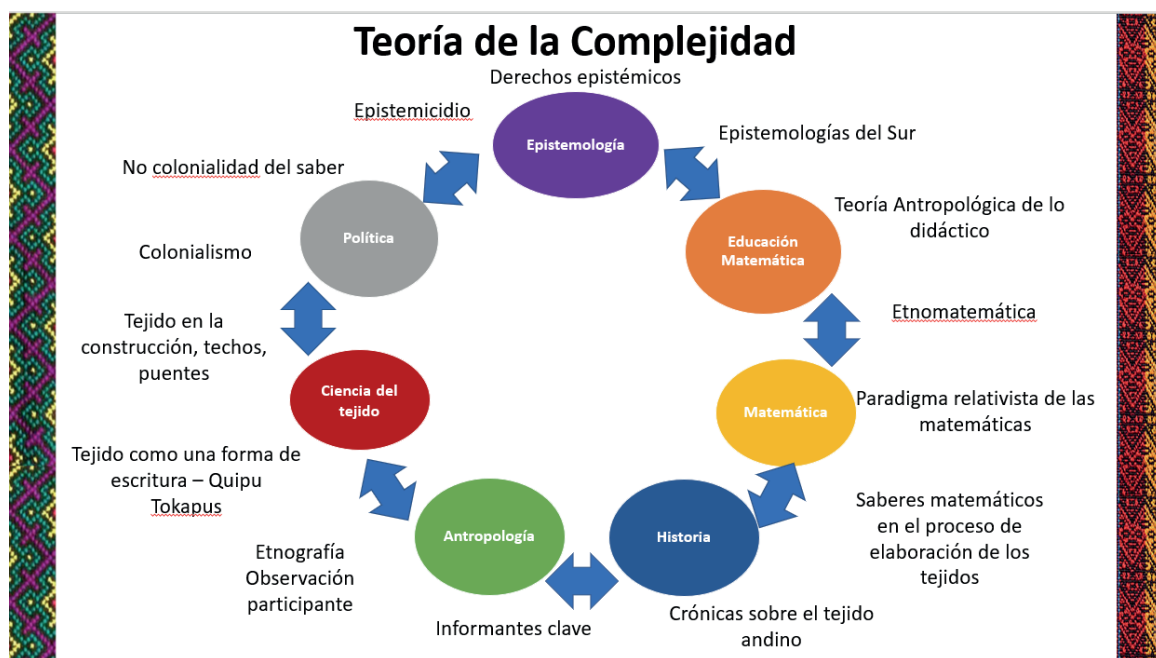 Teoría de la Complejidad
Derechos epistémicos
Epistemicidio
Epistemología
Epistemologías del Sur
No colonialidad del saber
Política
Educación
Matemática
Teoría Antropológica de lo
didáctico
Colonialismo
Etnomatemática
Tejido en la
construcción, techos,
puentes
Ciencia del
tejido
Matemática
Paradigma relativista de las
matemáticas
Tejido como una forma de
escritura – Quipu
Tokapus
Antropología
Historia
Saberes matemáticos
en el proceso de
elaboración de los
tejidos
Etnografía
Observación
participante
Informantes clave
Crónicas sobre el tejido
andino